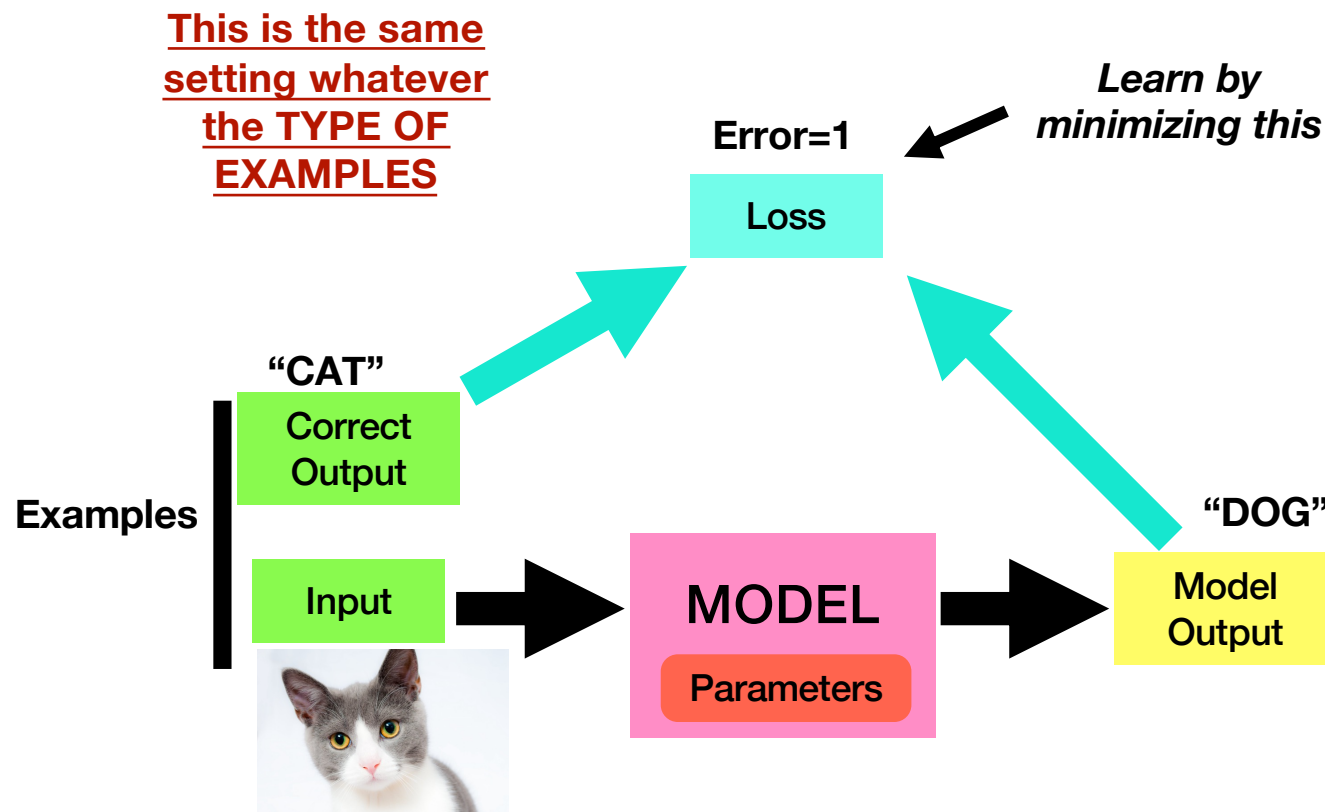 This is the same
setting whatever
the TYPE OF
EXAMPLES
Learn by
minimizing this
Error=1
Loss
“CAT”
Correct
Output
Examples
“DOG”
Input
MODEL
Parameters
Model
Output